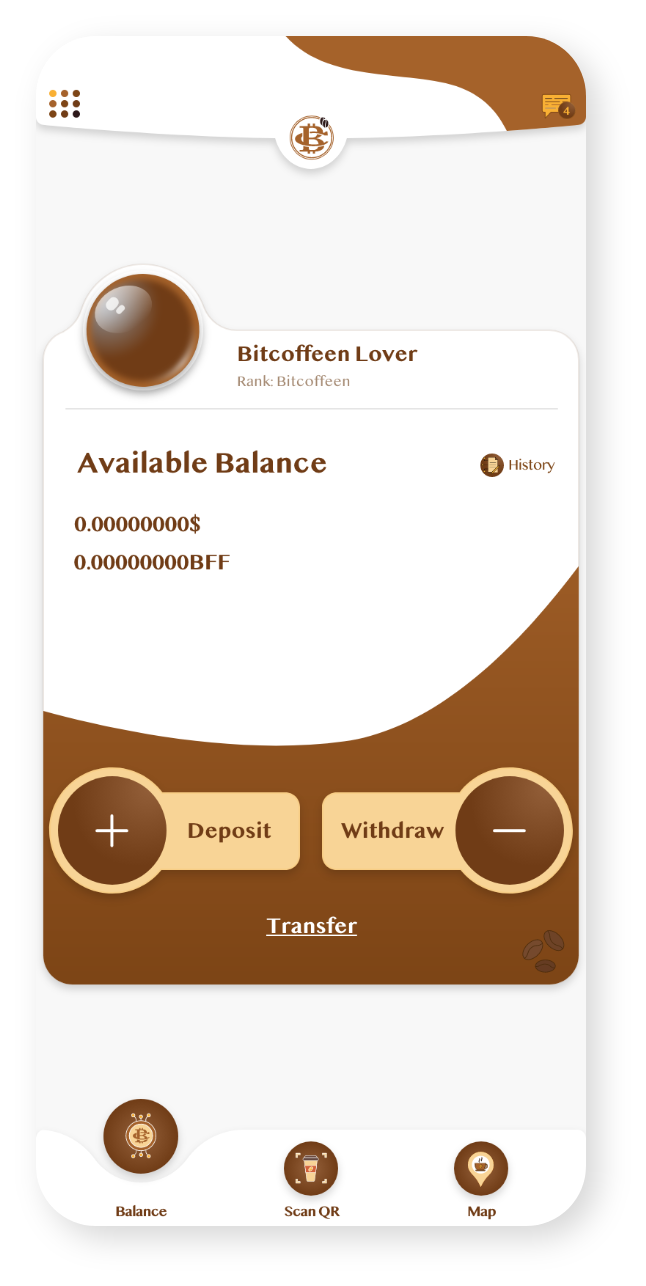 4
Bitcoffeen Lover
Rank: Bitcoffeen
Available Balance
History
0.00000000$
0.00000000BFF
Deposit
Withdraw
Transfer
Balance
Scan QR
Map